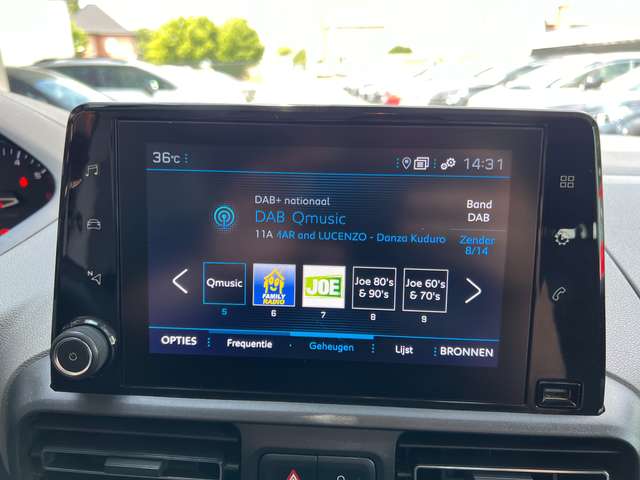 36°C
14:31
DAB+ nationaal
DAB Qmusic
11A 4AR and LUCENZO - Danza Kuduro
Band
DAB
Zender
8/14
Qmusic
FAMILY
RADIO
JOE
Joe 80's
& 90's
Joe 60's
& 70's
5
6
7
8
9
OPTIES
Frequentie
Geheugen
Lijst
BRONNEN
N